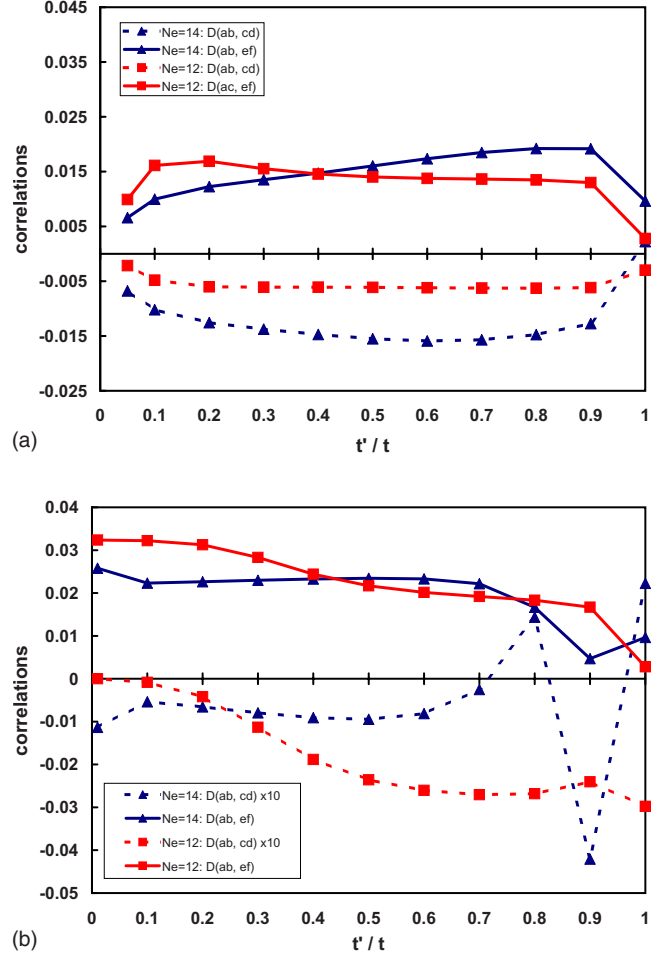 0.045
0.035
0.025
0.015
0.005
-0.005
-0.015
-0.025
correlations
Ne=14: D(ab, cd)
Ne=14: D(ab, ef)
Ne=12: D(ab, cd)
Ne=12: D(ac, ef)
0 0.1 0.2 0.3 0.4 0.5 0.6 0.7 0.8 0.9 1
t' / t
(a)
0.04
0.03
0.02
0.01
0
-0.01
-0.02
-0.03
-0.04
-0.05
correlations
Ne=14: D(ab, cd) x10
Ne=14: D(ab, ef)
Ne=12: D(ab, cd) x10
Ne=12: D(ab, ef)
0 0.1 0.2 0.3 0.4 0.5 0.6 0.7 0.8 0.9 1
t' / t
(b)